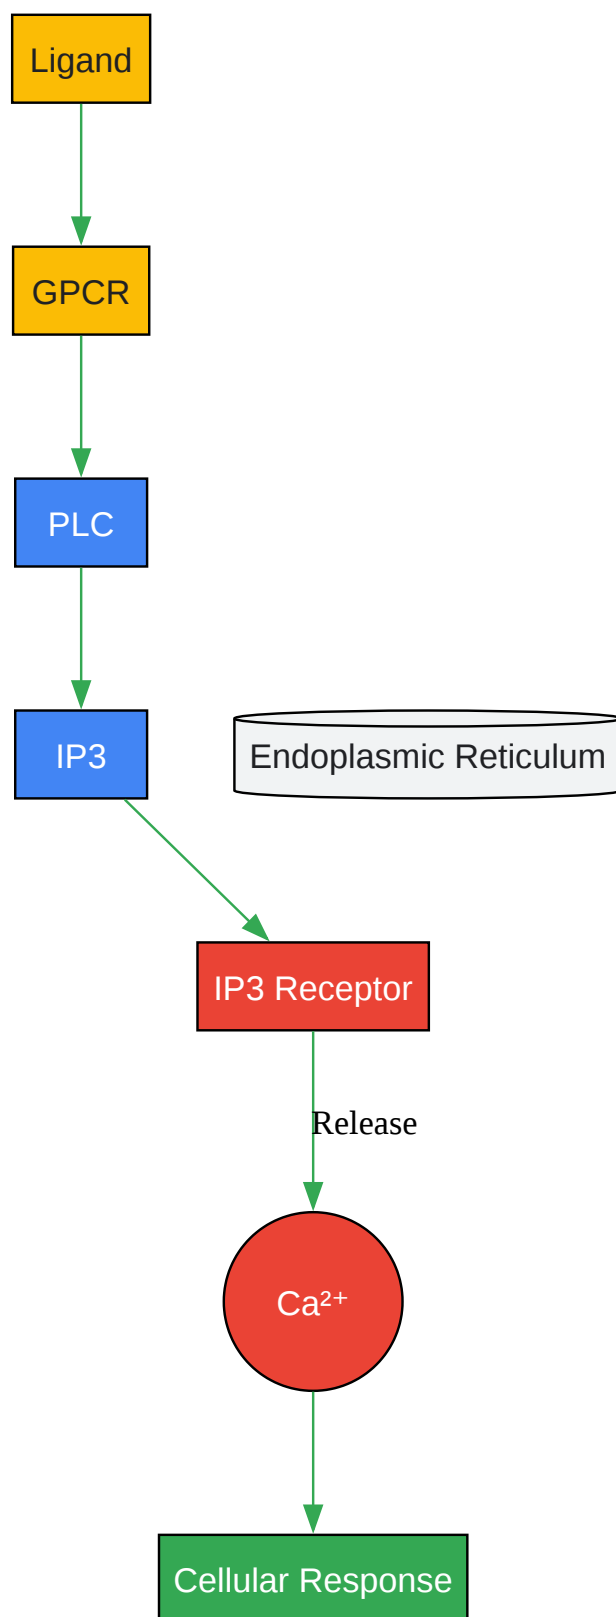 Ligand
GPCR
PLC
IP3
Endoplasmic Reticulum
IP3 Receptor
Release
Ca²⁺
Cellular Response